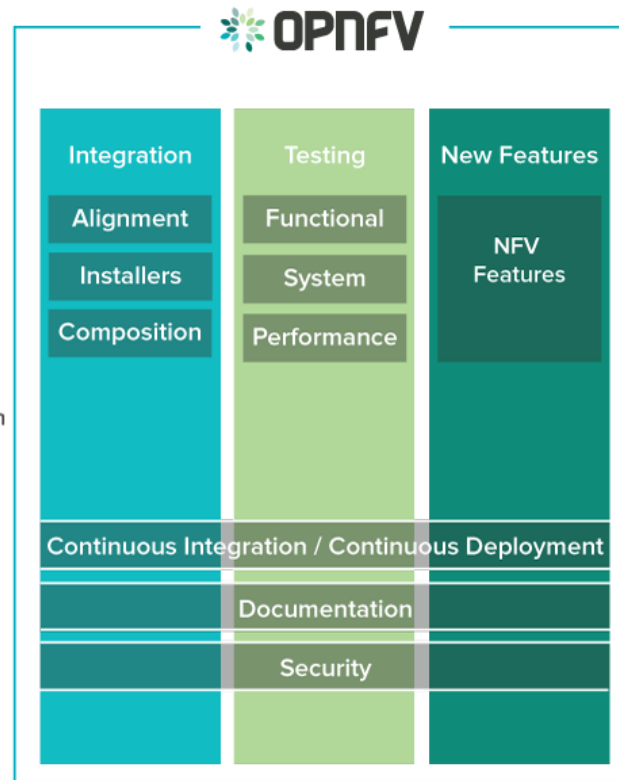 OPNFV
Integration
Testing
New Features
Alignment
Installers
Composition
Functional
System
Performance
NFV
Features
Continuous Integration / Continuous Deployment
Documentation
Security